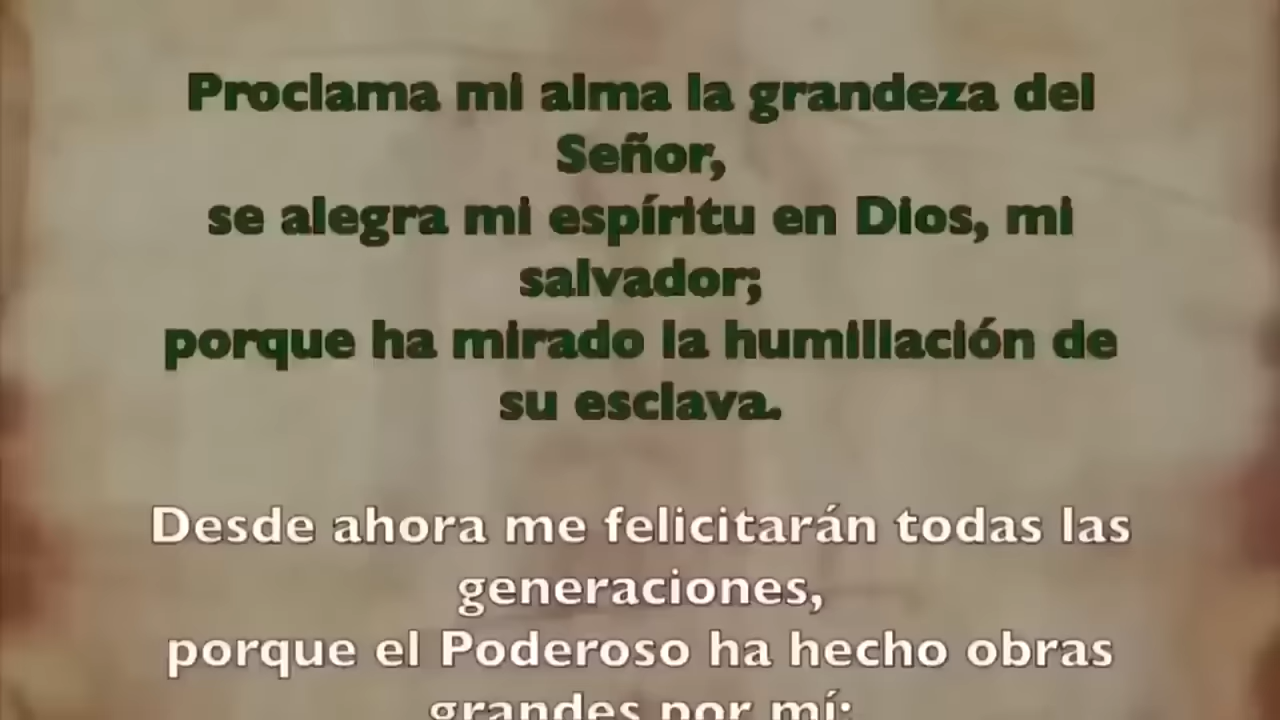 Proclama mi alma la grandeza del
Señor,
se alegra mi espíritu en Dios, mi
salvador;
porque ha mirado la humillación de
su esclava.
Desde ahora me felicitarán todas las
generaciones,
porque el Poderoso ha hecho obras
grandes por mí: